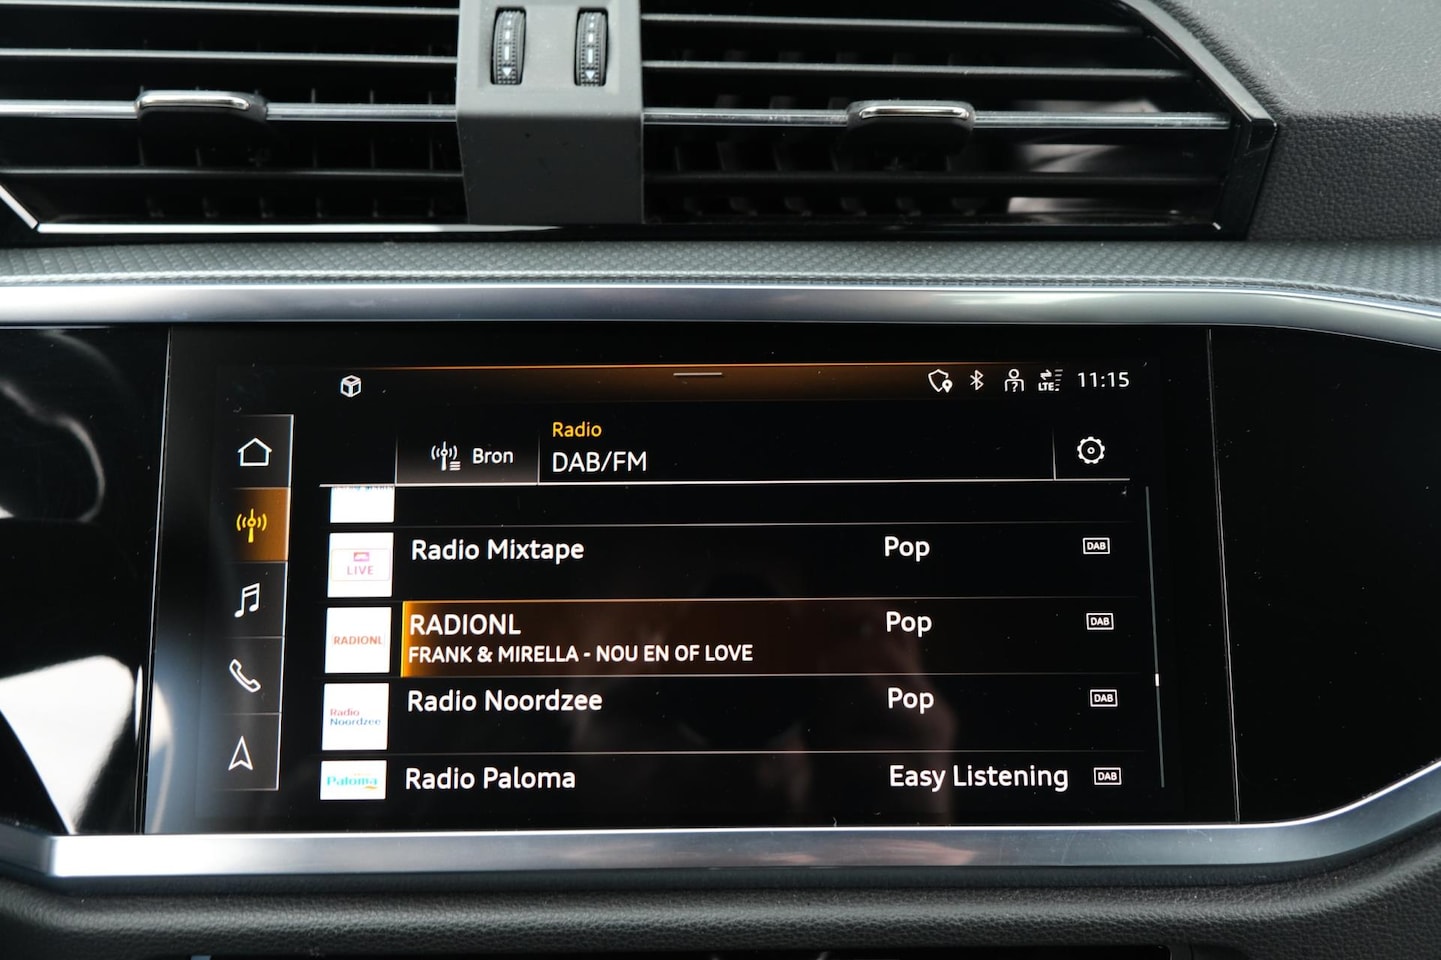 LTE
11:15
Bron
Radio
DAB/FM
LIVE
Radio Mixtape
Pop
DAB
RADIONL
RADIONL
FRANK & MIRELLA - NOU EN OF LOVE
Pop
DAB
Radio
Noordzee
Radio Noordzee
Pop
DAB
Paloma
Radio Paloma
Easy Listening
DAB